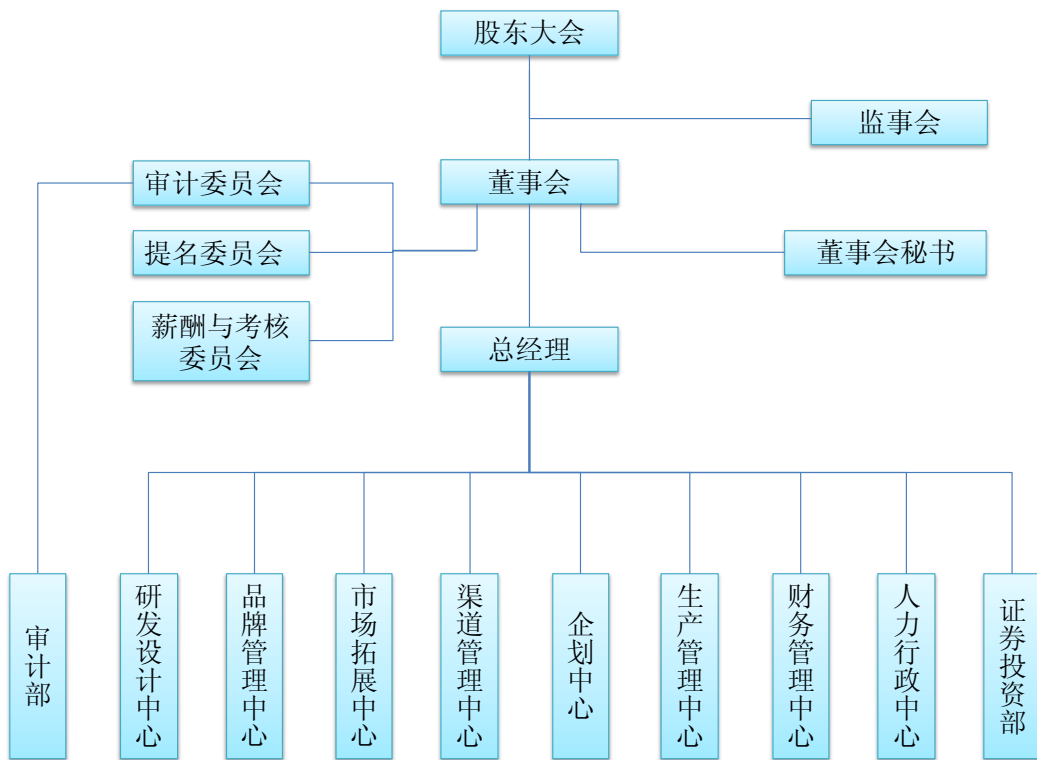 股东大会
监事会
审计委员会
董事会
提名委员会
董事会秘书
薪酬与考核
委员会
总经理
审计部
研发设计中心
品牌管理中心
市场拓展中心
渠道管理中心
企划中心
生产管理中心
财务管理中心
人力行政中心
证券投资部